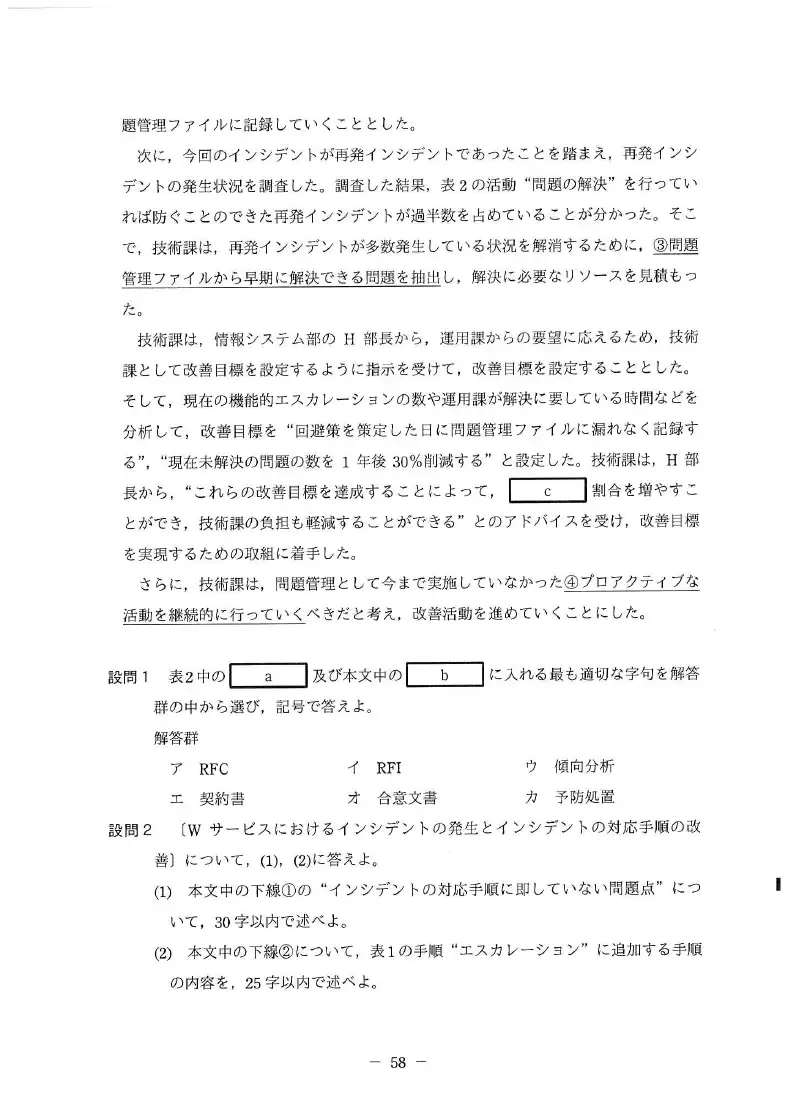 題管理ファイルに記録していくこととした。
次に，今回のインシデントが再発インシデントであったことを踏まえ，再発インシ
デントの発生状況を調査した。調査した結果，表２の活動“問題の解決”を行ってい
れば防ぐことのできた再発インシデントが過半数を占めていることが分かった。そこ
で，技術課は，再発インシデントが多数発生している状況を解消するために，③問題
管理ファイルから早期に解決できる問題を抽出し，解決に必要なリソースを見積もっ
た。
技術課は，情報システム部の H 部長から，運用課からの要望に応えるため，技術
課として改善目標を設定するように指示を受けて，改善目標を設定することとした。
そして，現在の機能的エスカレーションの数や運用課が解決に要している時間などを
分析して，改善目標を“回避策を策定した日に問題管理ファイルに漏れなく記録す
る”，“現在未解決の問題の数を 1 年後 30％削減する”と設定した。技術課は，H 部
長から，“これらの改善目標を達成することによって， c 割合を増やすこ
とができ，技術課の負担も軽減することができる”とのアドバイスを受け，改善目標
を実現するための取組に着手した。
さらに，技術課は，問題管理として今まで実施していなかった④プロアクティブな
活動を継続的に行っていくべきだと考え，改善活動を進めていくことにした。
設問１ 表２中の a 及び本文中の b に入れる最も適切な字句を解答
群の中から選び，記号で答えよ。
解答群
ア RFC イ RFI ウ 傾向分析
エ 契約書 オ 合意文書 カ 予防処置
設問２ 〔W サービスにおけるインシデントの発生とインシデントの対応手順の改
善〕について，(1)，(2)に答えよ。
(1) 本文中の下線①の“インシデントの対応手順に即していない問題点”につ
いて，30 字以内で述べよ。
(2) 本文中の下線②について，表１の手順“エスカレーション”に追加する手順
の内容を，25 字以内で述べよ。
－ 58 －